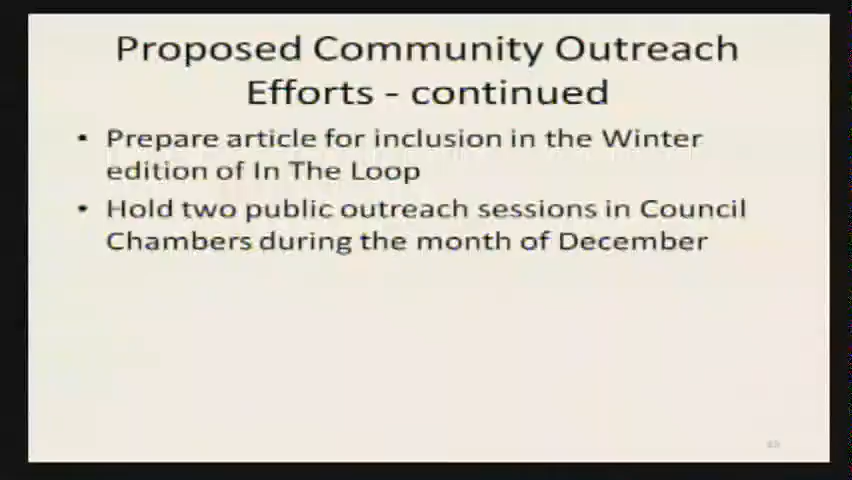 Proposed Community Outreach
Efforts - continued
• Prepare article for inclusion in the Winter
edition of In The Loop
• Hold two public outreach sessions in Council
Chambers during the month of December